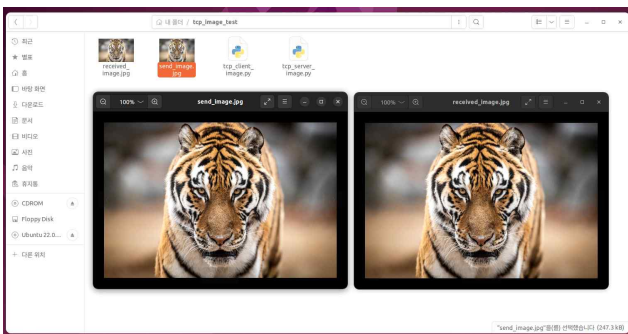 내 폴더 / tcp_image_test
최근
별표
홈
바탕 화면
다운로드
문서
비디오
사진
음악
휴지통
CDROM
Floppy Disk
Ubuntu 22.0...
+ 다른 위치
received_
image.jpg
send_image.
jpg
tcp_client_
image.py
tcp_server_
image.py
100%
send_image.jpg
100%
received_image.jpg
"send_image.jpg"을(를) 선택했습니다 (247.3 kB)